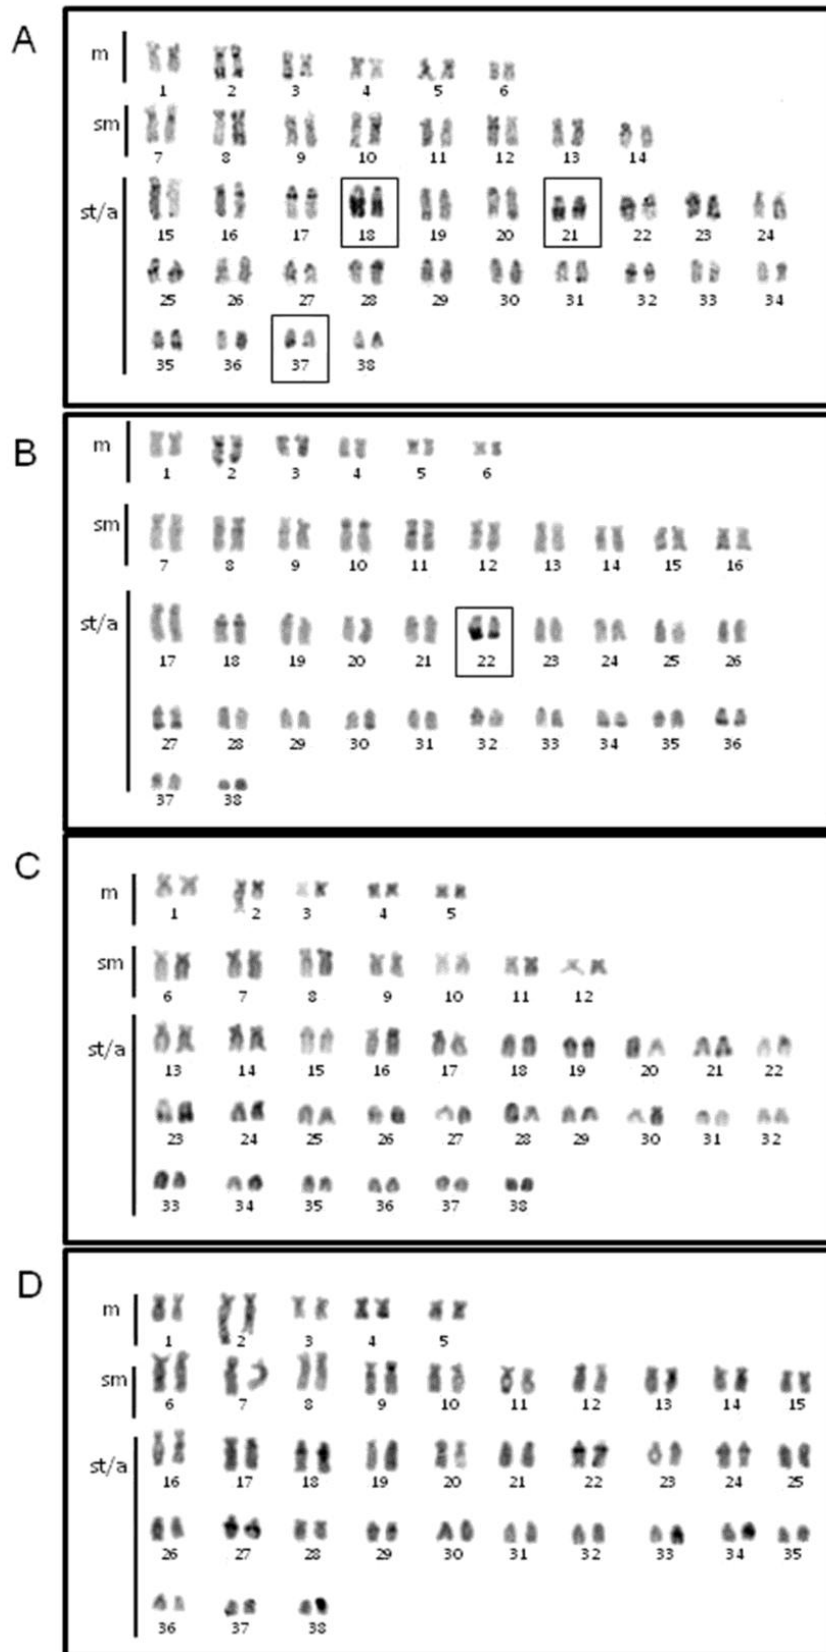 A
m
1 2 3 4 5 6
sm
7 8 9 10 11 12 13 14
st/a
15 16 17 18 19 20 21 22 23 24
25 26 27 28 29 30 31 32 33 34
35 36 37 38
B
m
1 2 3 4 5 6
sm
7 8 9 10 11 12 13 14 15 16
st/a
17 18 19 20 21 22 23 24 25 26
27 28 29 30 31 32 33 34 35 36
37 38
C
m
1 2 3 4 5
sm
6 7 8 9 10 11 12
st/a
13 14 15 16 17 18 19 20 21 22
23 24 25 26 27 28 29 30 31 32
33 34 35 36 37 38
D
m
1 2 3 4 5
sm
6 7 8 9 10 11 12 13 14 15
st/a
16 17 18 19 20 21 22 23 24 25
26 27 28 29 30 31 32 33 34 35
36 37 38